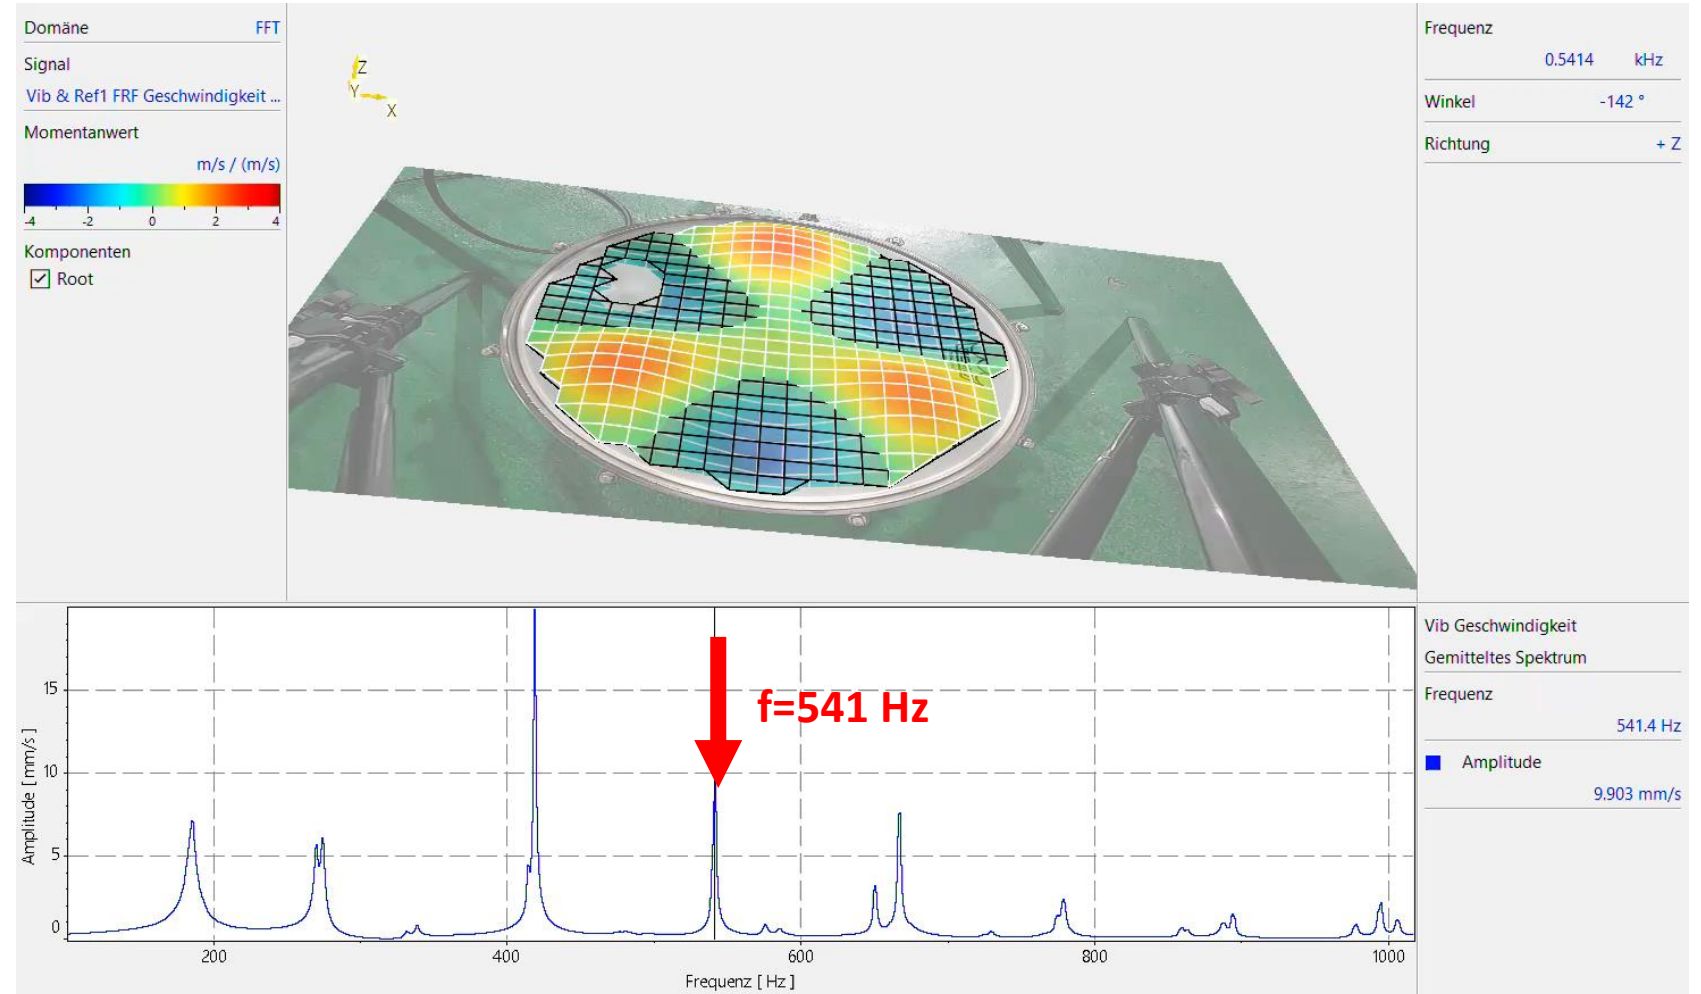 Domäne FFT
Signal
Vib & Ref1 FRF Geschwindigkeit ...
Momentanwert
m/s / (m/s)
-4 -2 0 2 4
Komponenten
Root
Z
Y
X
Frequenz
0.5414 kHz
Winkel -142 °
Richtung + Z
15
10
5
0
Amplitude [ mm/s ]
f=541 Hz
200 400 600 800 1000
Frequenz [ Hz ]
Vib Geschwindigkeit
Gemitteltes Spektrum
Frequenz
541.4 Hz
Amplitude
9.903 mm/s